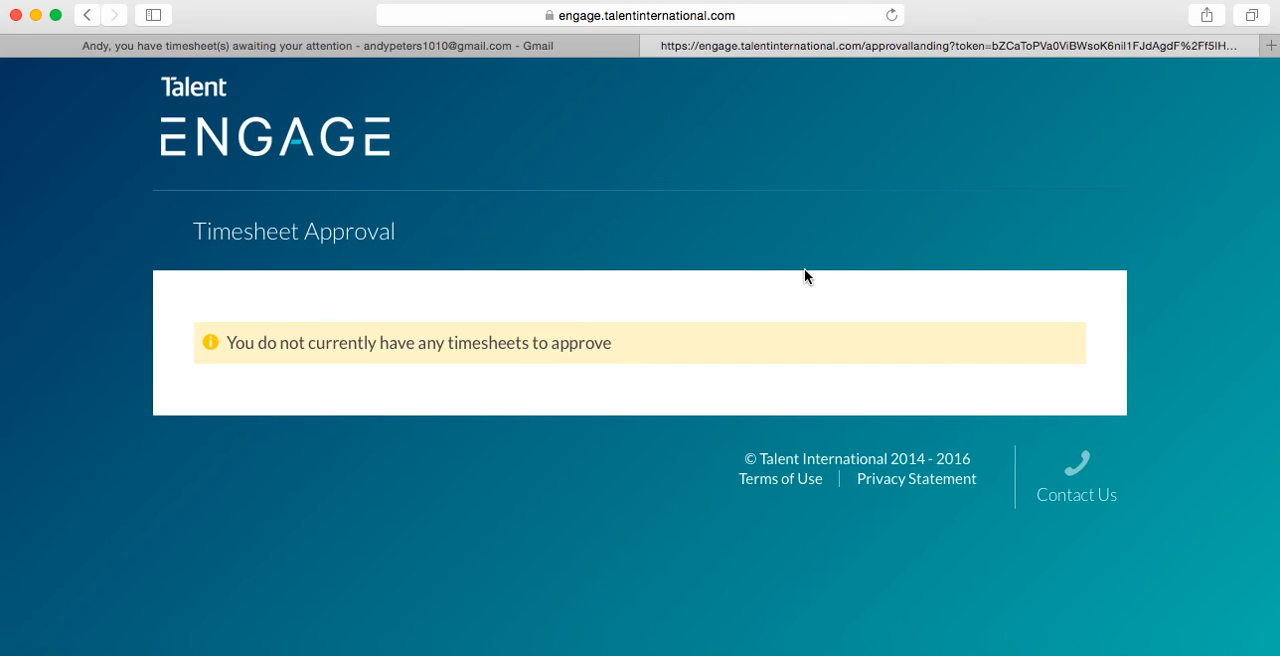 engage.talentinternational.com
Andy, you have timesheet(s) awaiting your attention - andypeters1010@gmail.com - Gmail
https://engage.talentinternational.com/approvallanding?token=bZCaToPVa0ViBWsoK6nil1FJdAgdF%2Ff5lH...
Talent
ENGAGE
Timesheet Approval
You do not currently have any timesheets to approve
© Talent International 2014 - 2016
Terms of Use | Privacy Statement
Contact Us